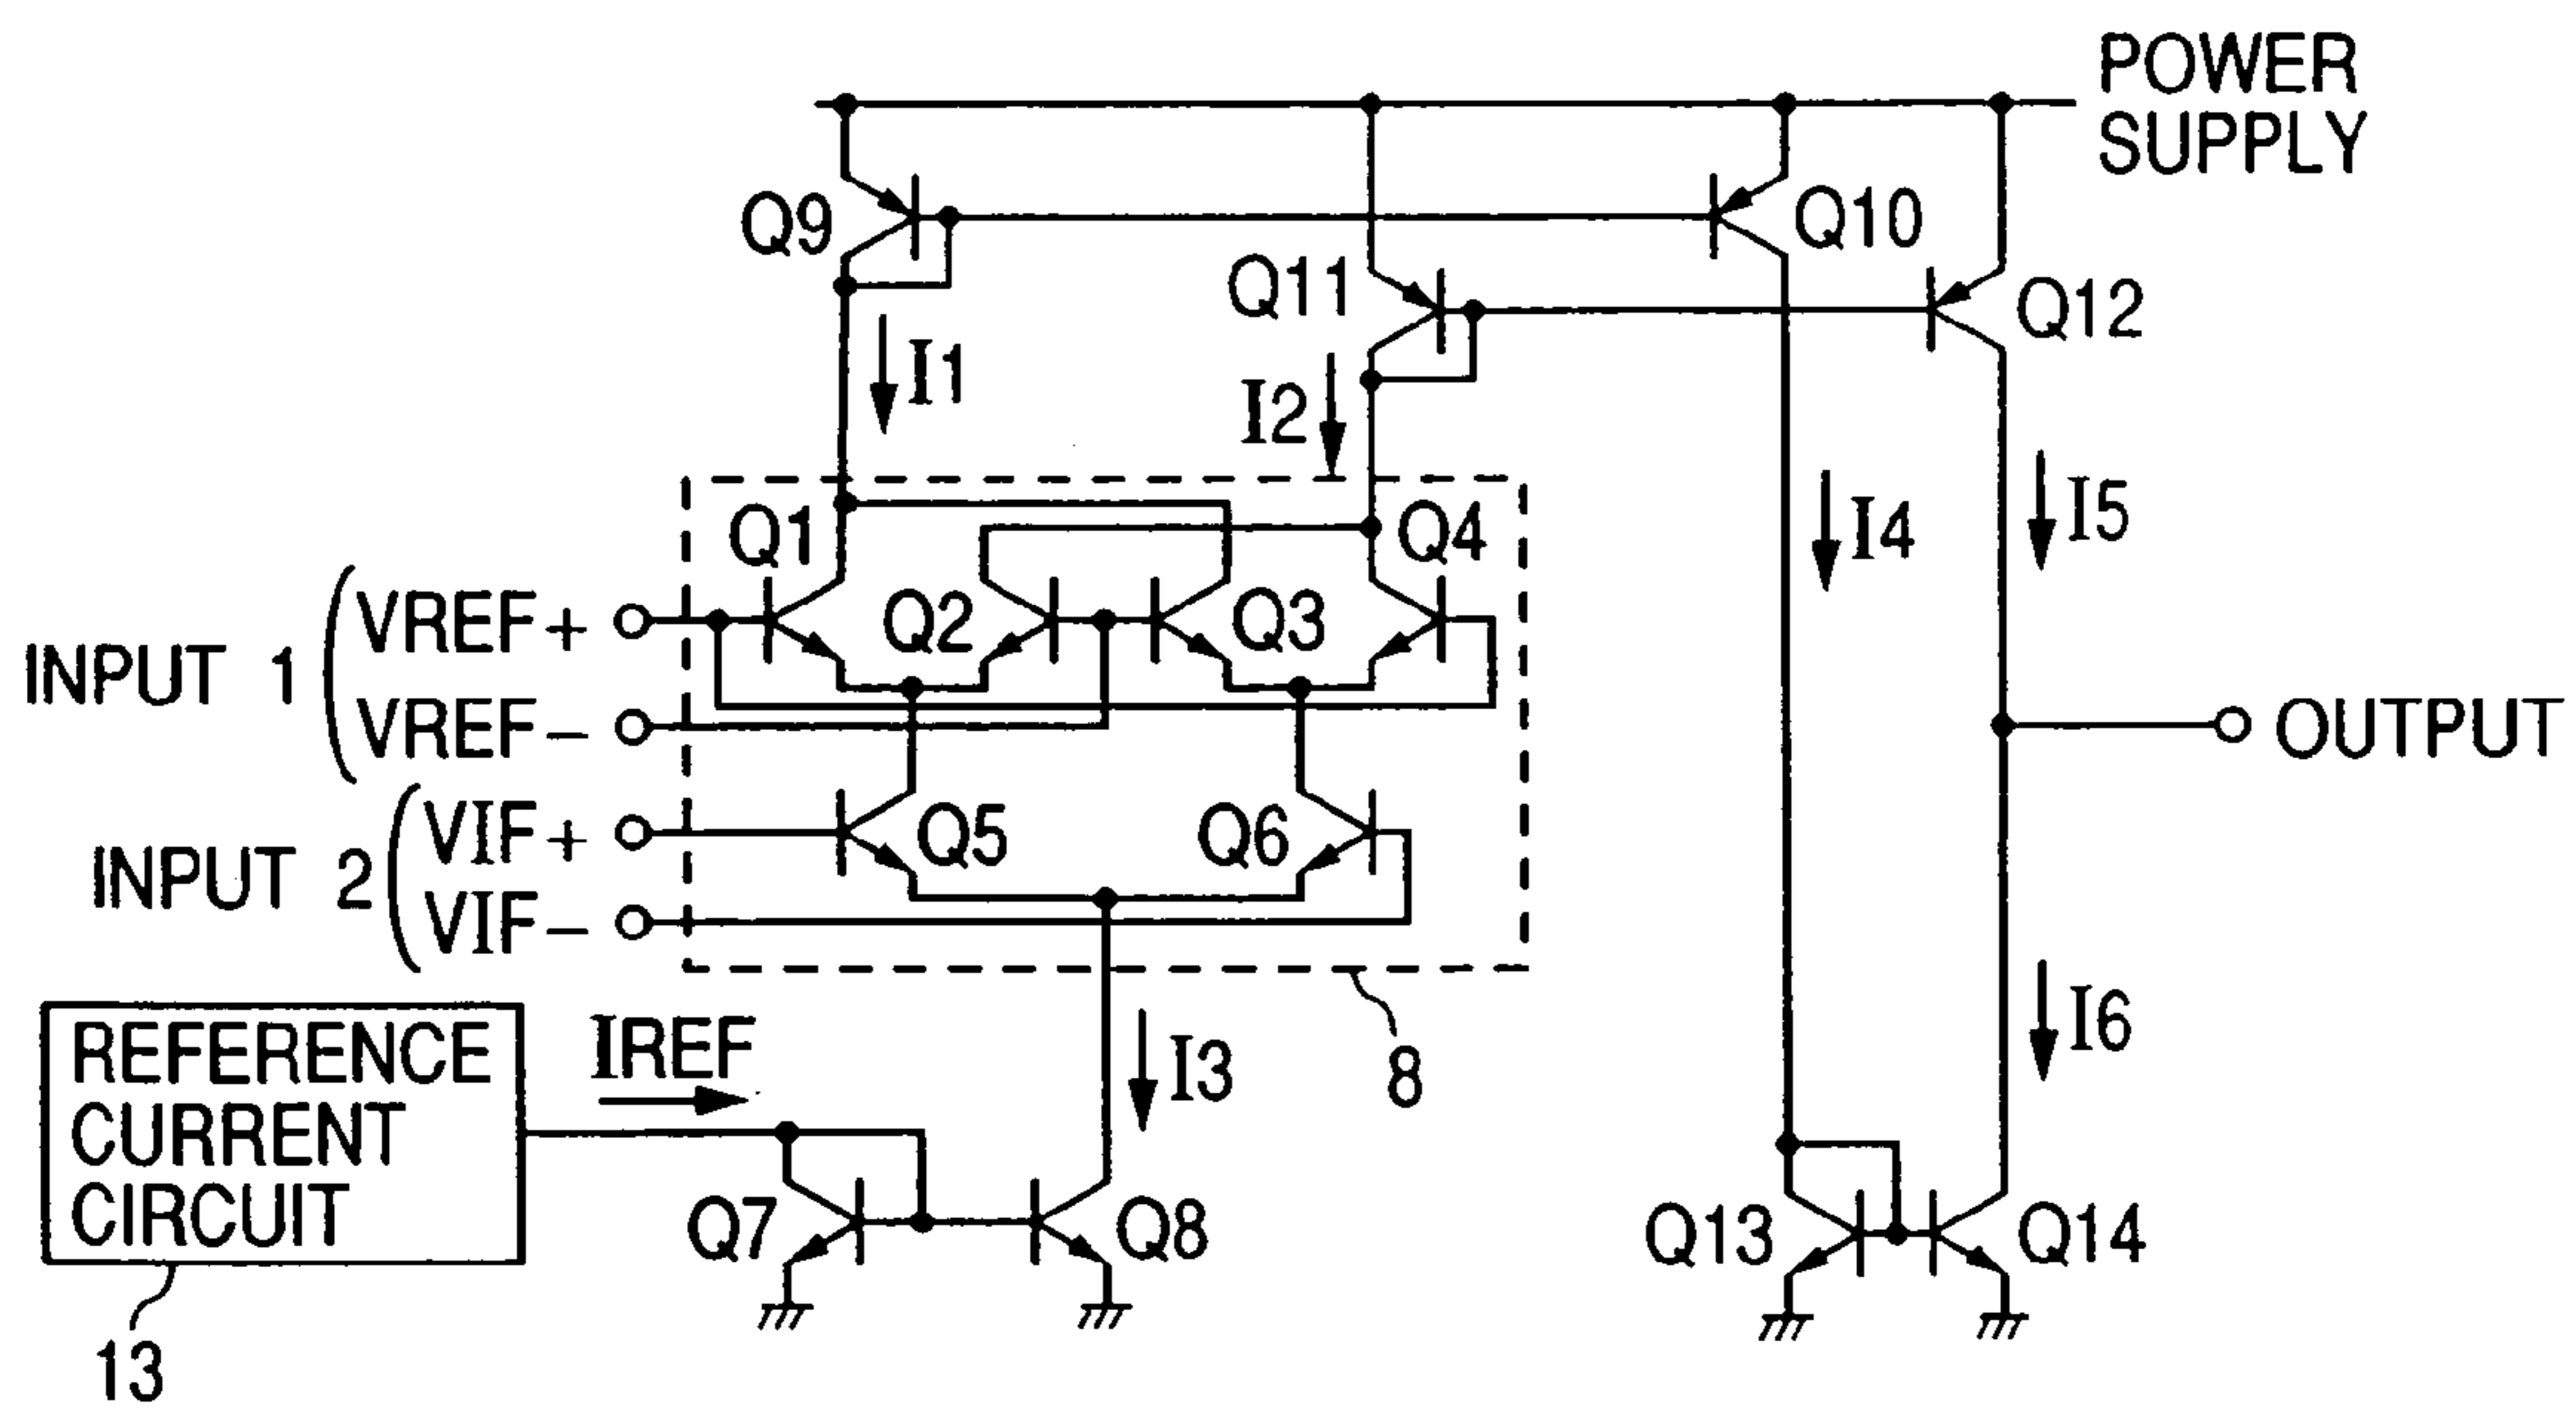 POWER
SUPPLY
Q9
Q10
Q11
Q12
I1
I2
I4
I5
Q1
Q4
Q2
Q3
INPUT 1
VREF+
VREF-
OUTPUT
INPUT 2
VIF+
VIF-
Q5
Q6
REFERENCE
CURRENT
CIRCUIT
IREF
I3
8
I6
Q7
Q8
Q13
Q14
13